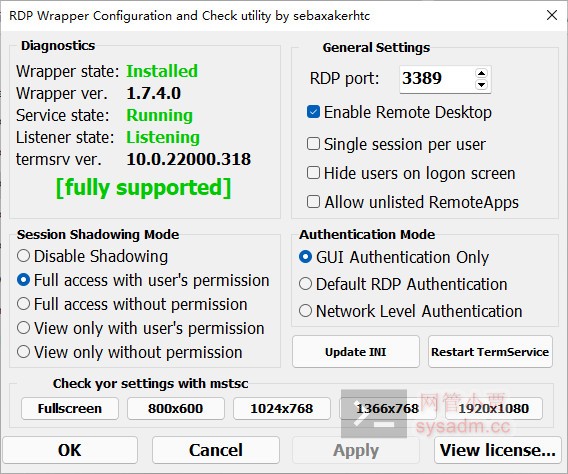 RDP Wrapper Configuration and Check utility by sebaxakerhtc
Diagnostics
Wrapper state: Installed
Wrapper ver. 1.7.4.0
Service state: Running
Listener state: Listening
termsrv ver. 10.0.22000.318
[fully supported]
General Settings
RDP port: 3389
Enable Remote Desktop
Single session per user
Hide users on logon screen
Allow unlisted RemoteApps
Session Shadowing Mode
Disable Shadowing
Full access with user's permission
Full access without permission
View only with user's permission
View only without permission
Authentication Mode
GUI Authentication Only
Default RDP Authentication
Network Level Authentication
Update INI Restart TermService
Check yor settings with mstsc
Fullscreen 800x600 1024x768 1366x768 1920x1080
网管小贾
sysadm.cc
OK Cancel Apply View license...